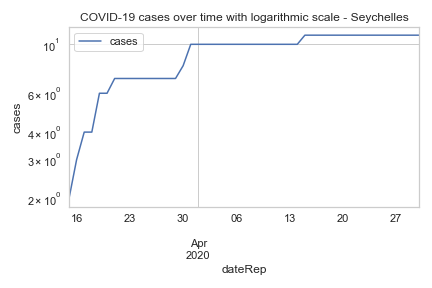 COVID-19 cases over time with logarithmic scale - Seychelles
cases
10¹
6 × 10⁰
4 × 10⁰
3 × 10⁰
2 × 10⁰
cases
16 23 30 06 13 20 27
Apr
2020
dateRep